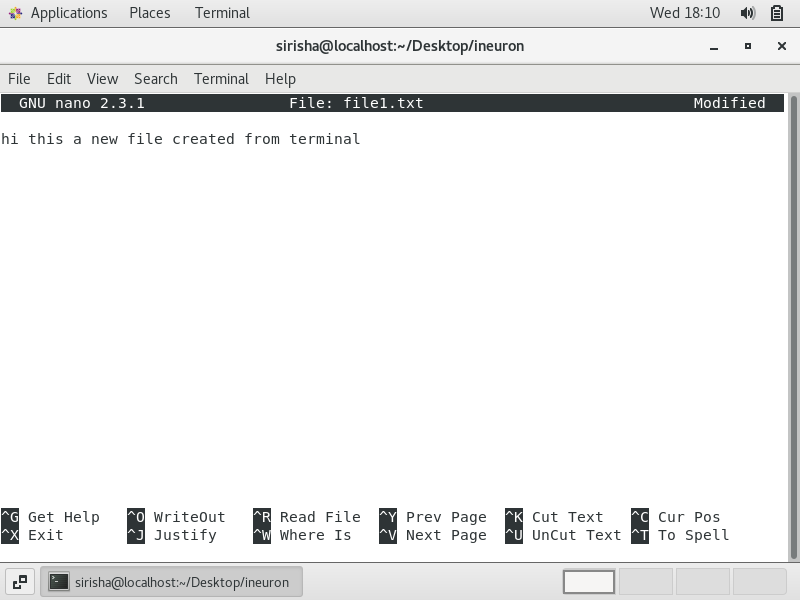 Applications Places Terminal Wed 18:10
sirisha@localhost:~/Desktop/ineuron
File Edit View Search Terminal Help
GNU nano 2.3.1 File: file1.txt Modified
hi this a new file created from terminal
^G Get Help ^O WriteOut ^R Read File ^Y Prev Page ^K Cut Text ^C Cur Pos
^X Exit ^J Justify ^W Where Is ^V Next Page ^U UnCut Text ^T To Spell
sirisha@localhost:~/Desktop/ineuron